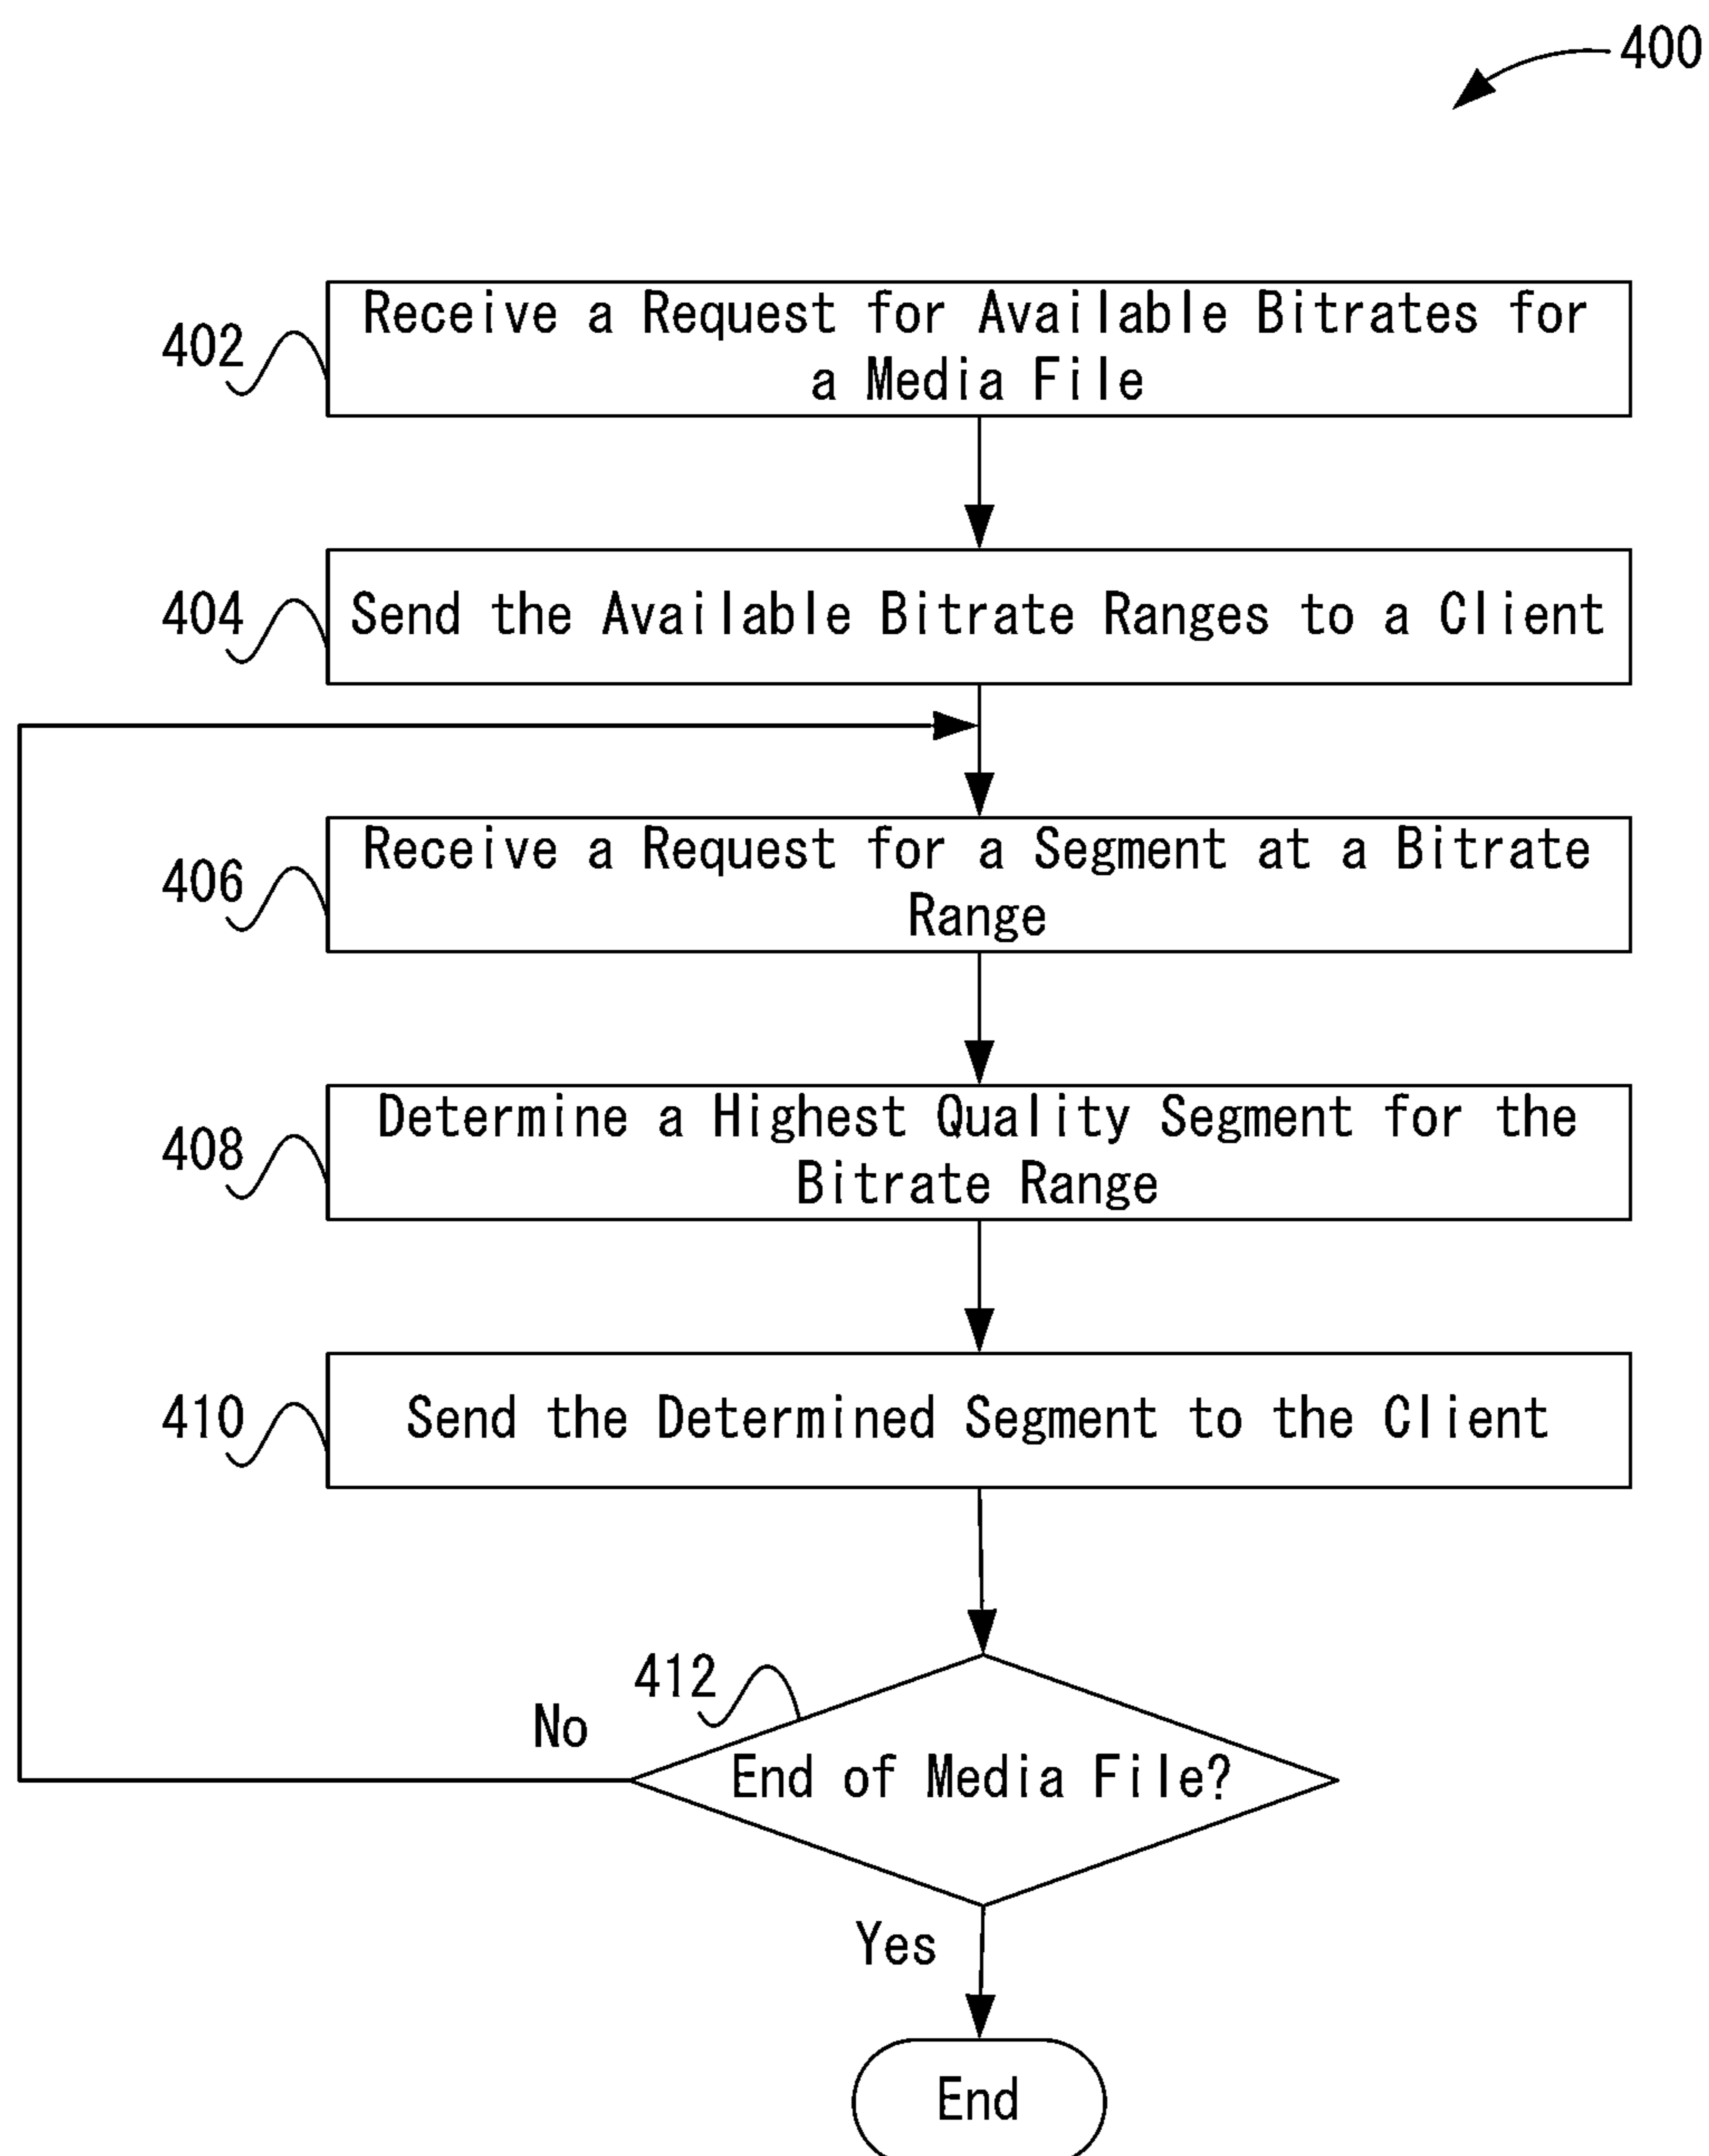 400
402
Receive a Request for Available Bitrates for
a Media File
404
Send the Available Bitrate Ranges to a Client
406
Receive a Request for a Segment at a Bitrate
Range
408
Determine a Highest Quality Segment for the
Bitrate Range
410
Send the Determined Segment to the Client
412
No
End of Media File?
Yes
End